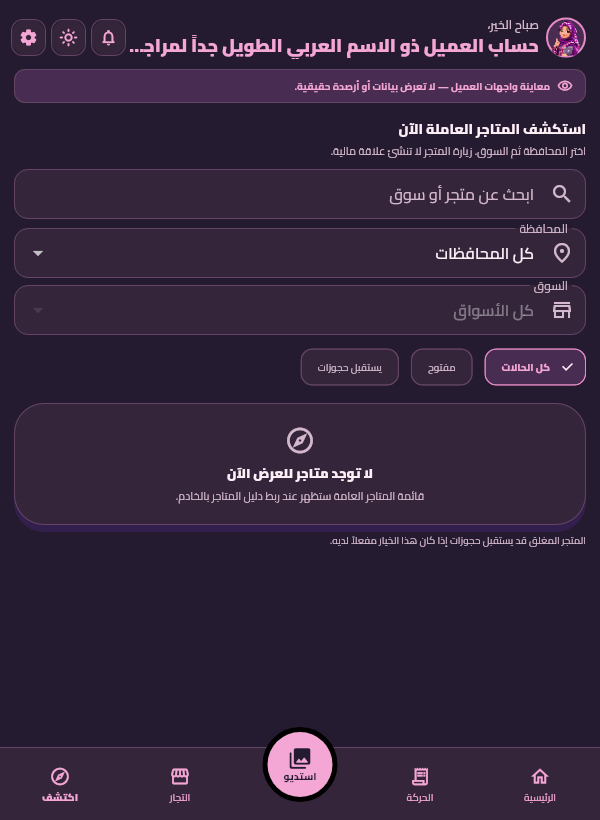 صباح الخير،
حساب العميل ذو الاسم العربي الطويل جداً لمراجـ...
معاينة واجهات العميل — لا تعرض بيانات أو أرصدة حقيقية.
استكشف المتاجر العاملة الآن
اختر المحافظة ثم السوق. زيارة المتجر لا تنشئ علاقة مالية.
ابحث عن متجر أو سوق
المحافظة
كل المحافظات
السوق
كل الأسواق
كل الحالات
مفتوح
يستقبل حجوزات
لا توجد متاجر للعرض الآن
قائمة المتاجر العامة ستظهر عند ربط دليل المتاجر بالخادم.
المتجر المغلق قد يستقبل حجوزات إذا كان هذا الخيار مفعلاً لديه.
الرئيسية
الحركة
استديو
التجار
اكتشف